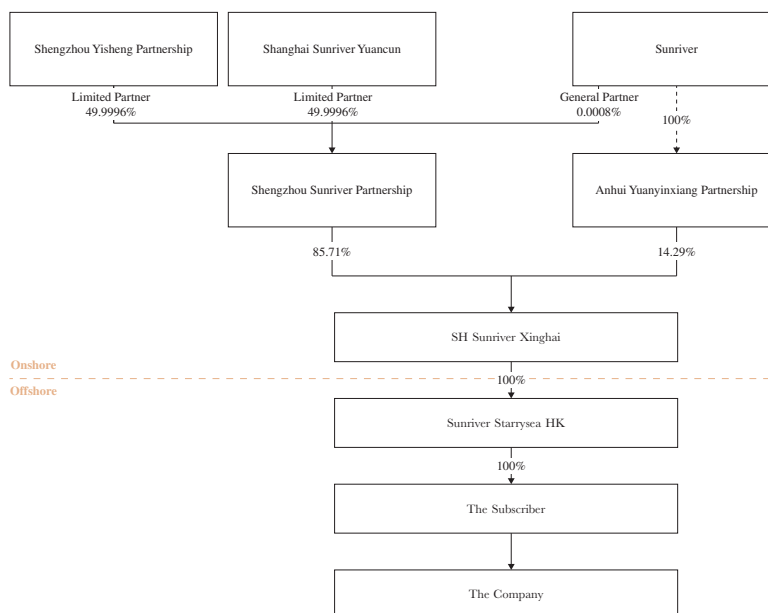 Shengzhou Yisheng Partnership
Shanghai Sunriver Yuancun
Sunriver
Limited Partner
49.9996%
Limited Partner
49.9996%
General Partner
0.0008%
100%
Shengzhou Sunriver Partnership
Anhui Yuanyinxiang Partnership
85.71%
14.29%
SH Sunriver Xinghai
Onshore
100%
Offshore
Sunriver Starrysea HK
100%
The Subscriber
The Company